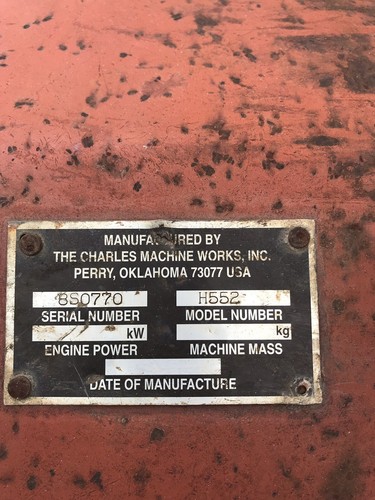 MANUFACTURED BY
THE CHARLES MACHINE WORKS, INC.
PERRY, OKLAHOMA 73077 USA
8S0770 H552
SERIAL NUMBER MODEL NUMBER
kW kg
ENGINE POWER MACHINE MASS
DATE OF MANUFACTURE